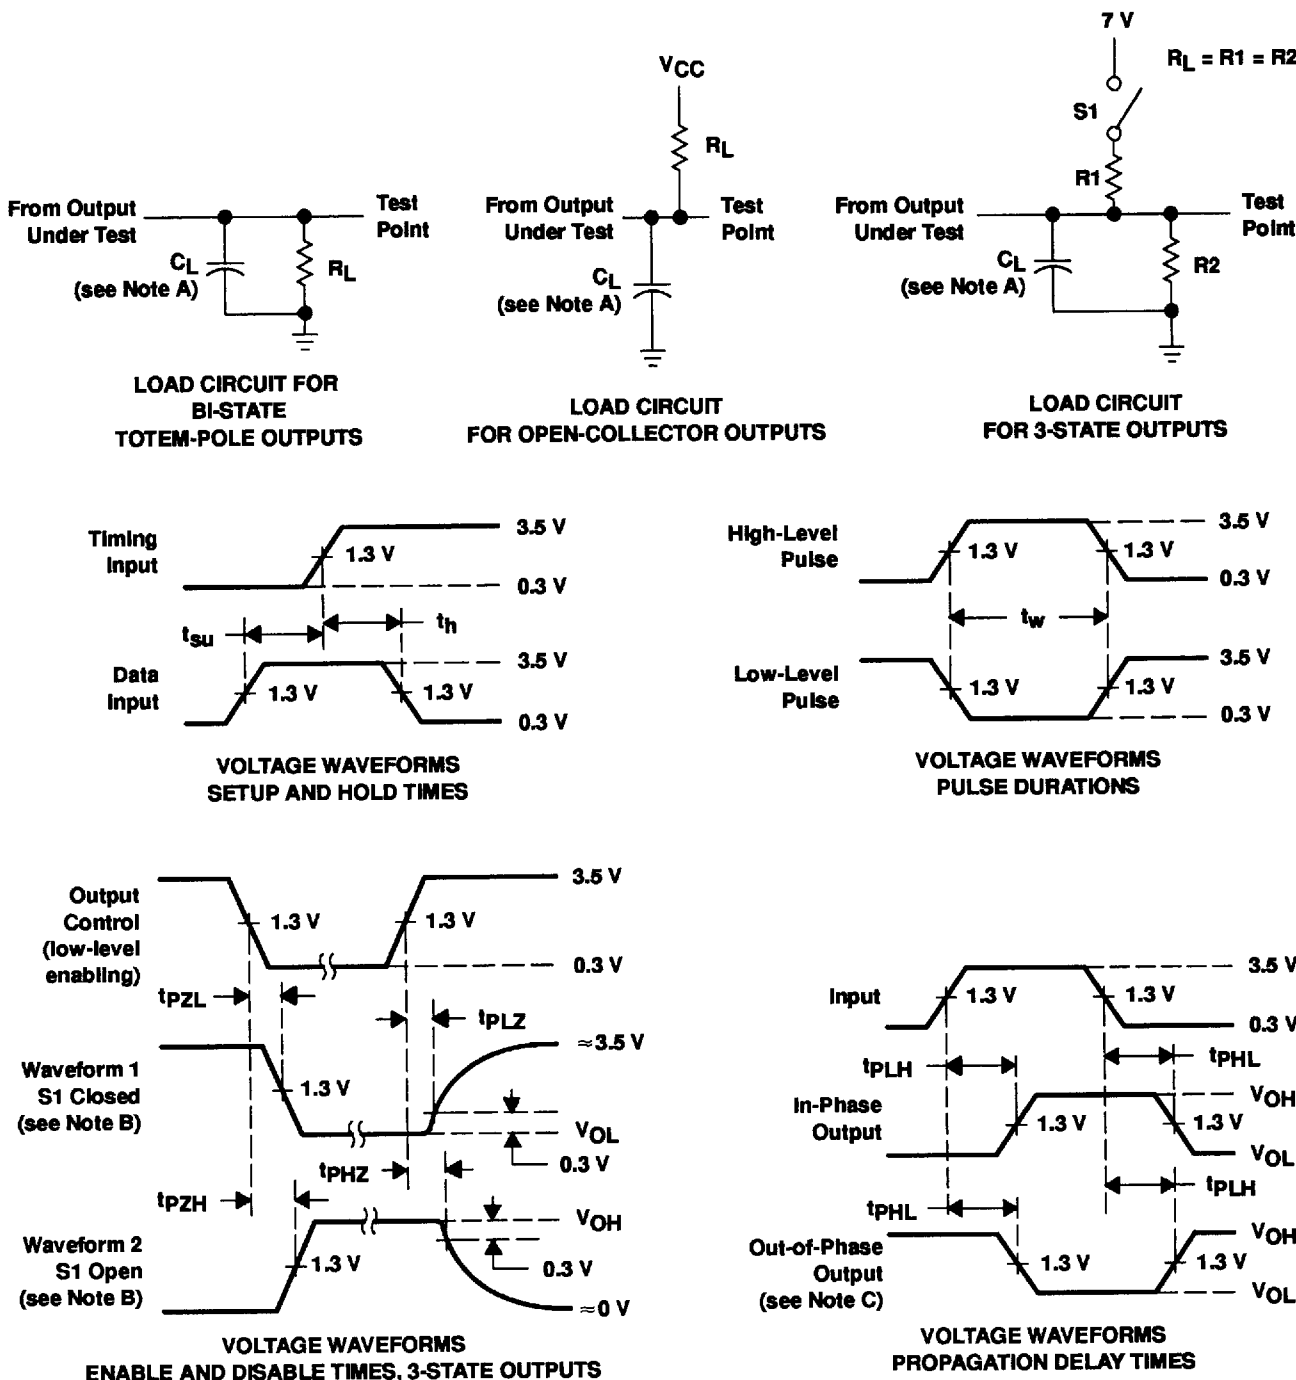 7 V
RL = R1 = R2
S1
R1
From Output
Under Test
Test
Point
CL
(see Note A)
R2
LOAD CIRCUIT
FOR 3-STATE OUTPUTS
VCC
RL
From Output
Under Test
Test
Point
CL
(see Note A)
LOAD CIRCUIT
FOR OPEN-COLLECTOR OUTPUTS
From Output
Under Test
Test
Point
CL
(see Note A)
RL
LOAD CIRCUIT FOR
BI-STATE
TOTEM-POLE OUTPUTS
Timing
Input
1.3 V
3.5 V
0.3 V
tsu
th
Data
Input
1.3 V
1.3 V
3.5 V
0.3 V
VOLTAGE WAVEFORMS
SETUP AND HOLD TIMES
High-Level
Pulse
1.3 V
1.3 V
3.5 V
0.3 V
tw
Low-Level
Pulse
1.3 V
1.3 V
3.5 V
0.3 V
VOLTAGE WAVEFORMS
PULSE DURATIONS
Output
Control
(low-level
enabling)
1.3 V
1.3 V
3.5 V
0.3 V
tPZL
tPLZ
Waveform 1
S1 Closed
(see Note B)
1.3 V
≈3.5 V
VOL
0.3 V
tPHZ
tPZH
Waveform 2
S1 Open
(see Note B)
1.3 V
VOH
0.3 V
≈0 V
VOLTAGE WAVEFORMS
ENABLE AND DISABLE TIMES, 3-STATE OUTPUTS
Input
1.3 V
1.3 V
3.5 V
0.3 V
tPLH
tPHL
In-Phase
Output
1.3 V
1.3 V
VOH
VOL
tPHL
tPLH
Out-of-Phase
Output
(see Note C)
1.3 V
1.3 V
VOH
VOL
VOLTAGE WAVEFORMS
PROPAGATION DELAY TIMES